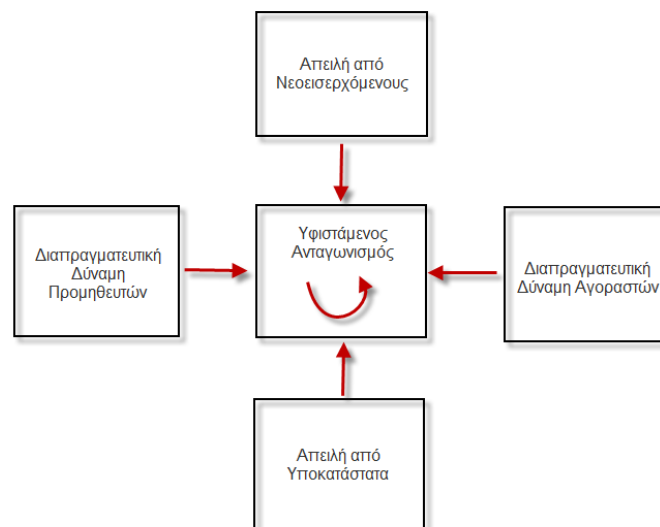 Απειλή από
Νεοεισερχόμενους
Υφιστάμενος
Ανταγωνισμός
Διαπραγματευτική
Δύναμη
Προμηθευτών
Διαπραγματευτική
Δύναμη Αγοραστών
Απειλή από
Υποκατάστατα